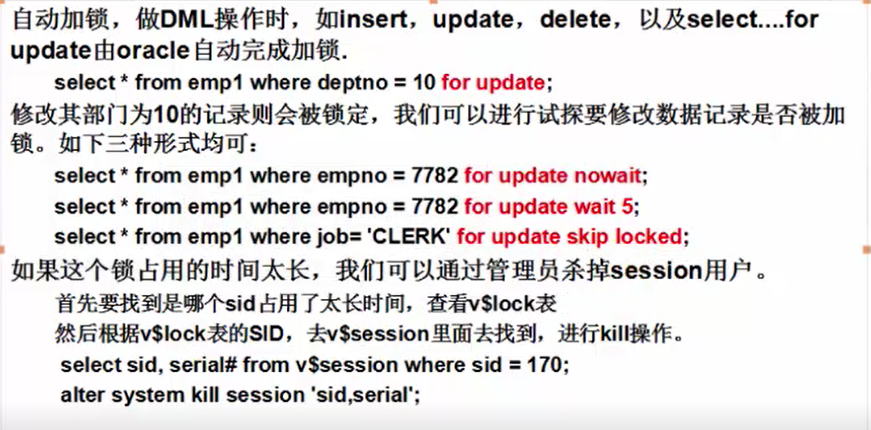 自动加锁，做DML操作时，如insert，update，delete，以及select....for
update由oracle自动完成加锁.
select * from emp1 where deptno = 10 for update;
修改其部门为10的记录则会被锁定，我们可以进行试探要修改数据记录是否被加
锁。如下三种形式均可：
select * from emp1 where empno = 7782 for update nowait;
select * from emp1 where empno = 7782 for update wait 5;
select * from emp1 where job= 'CLERK' for update skip locked;
如果这个锁占用的时间太长，我们可以通过管理员杀掉session用户。
首先要找到是哪个sid占用了太长时间，查看v$lock表
然后根据v$lock表的SID，去v$session里面去找到，进行kill操作。
select sid, serial# from v$session where sid = 170;
alter system kill session 'sid,serial';